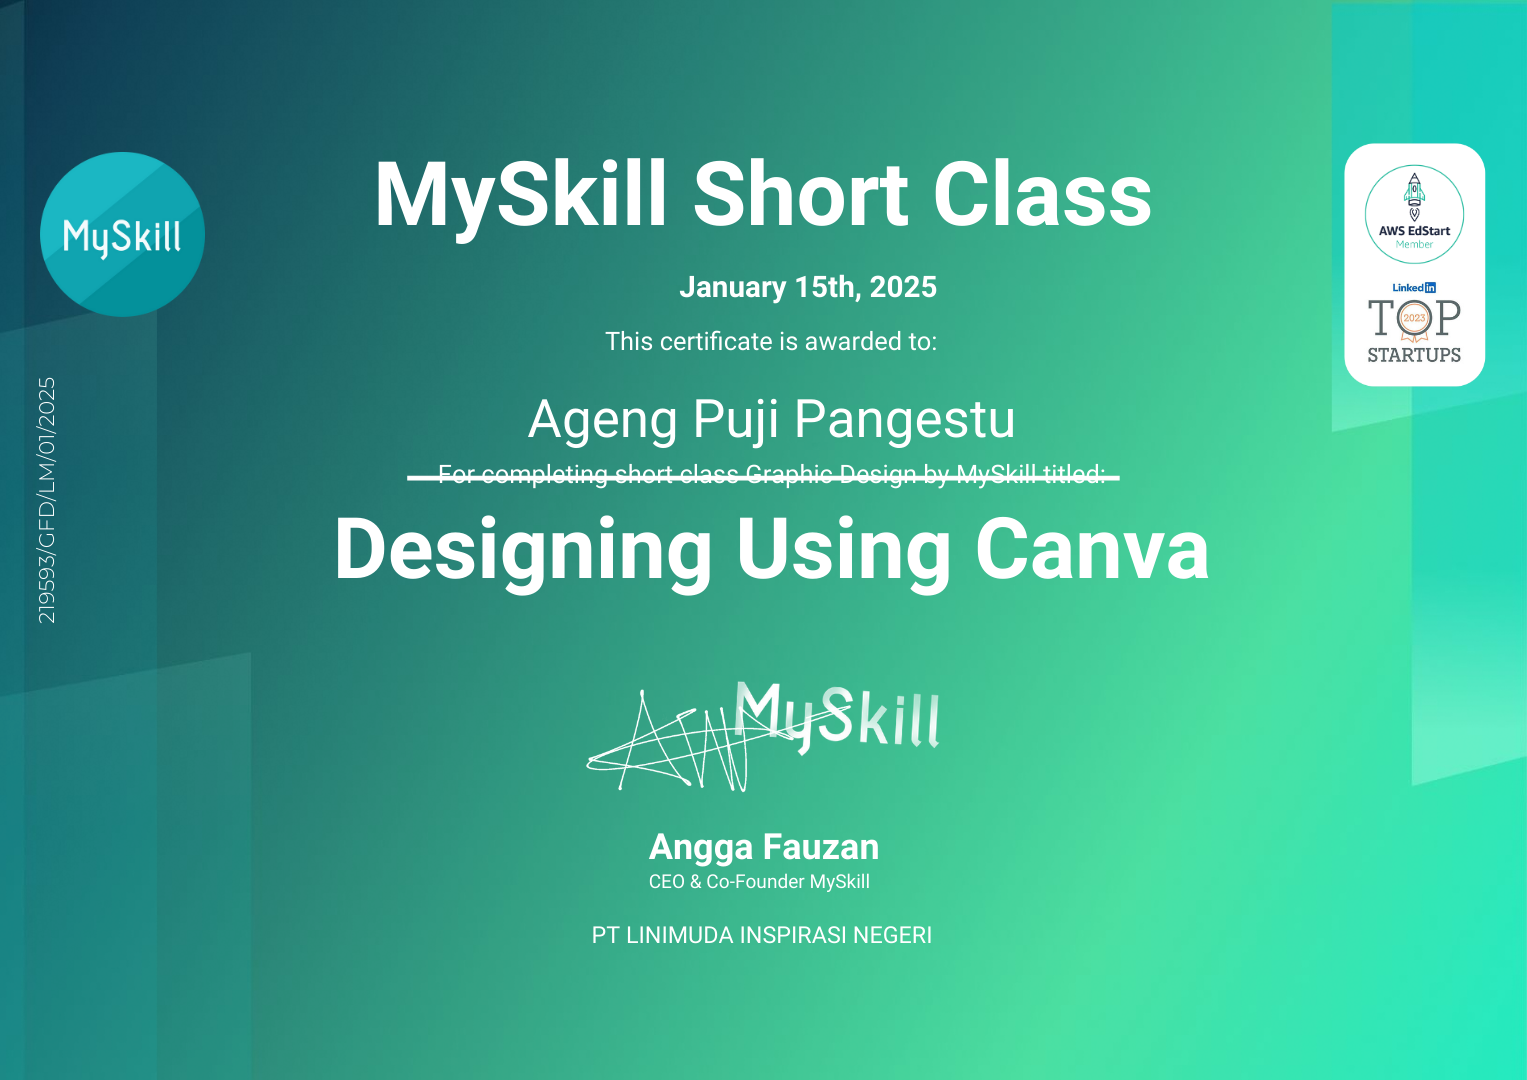 MySkill
MySkill Short Class
January 15th, 2025
This certificate is awarded to:
Ageng Puji Pangestu
For completing short class Graphic Design by MySkill titled:
Designing Using Canva
219593/GFD/LM/01/2025
AWS EdStart
Member
Linked in
TOP
2023
STARTUPS
MySkill
Angga Fauzan
CEO & Co-Founder MySkill
PT LINIMUDA INSPIRASI NEGERI